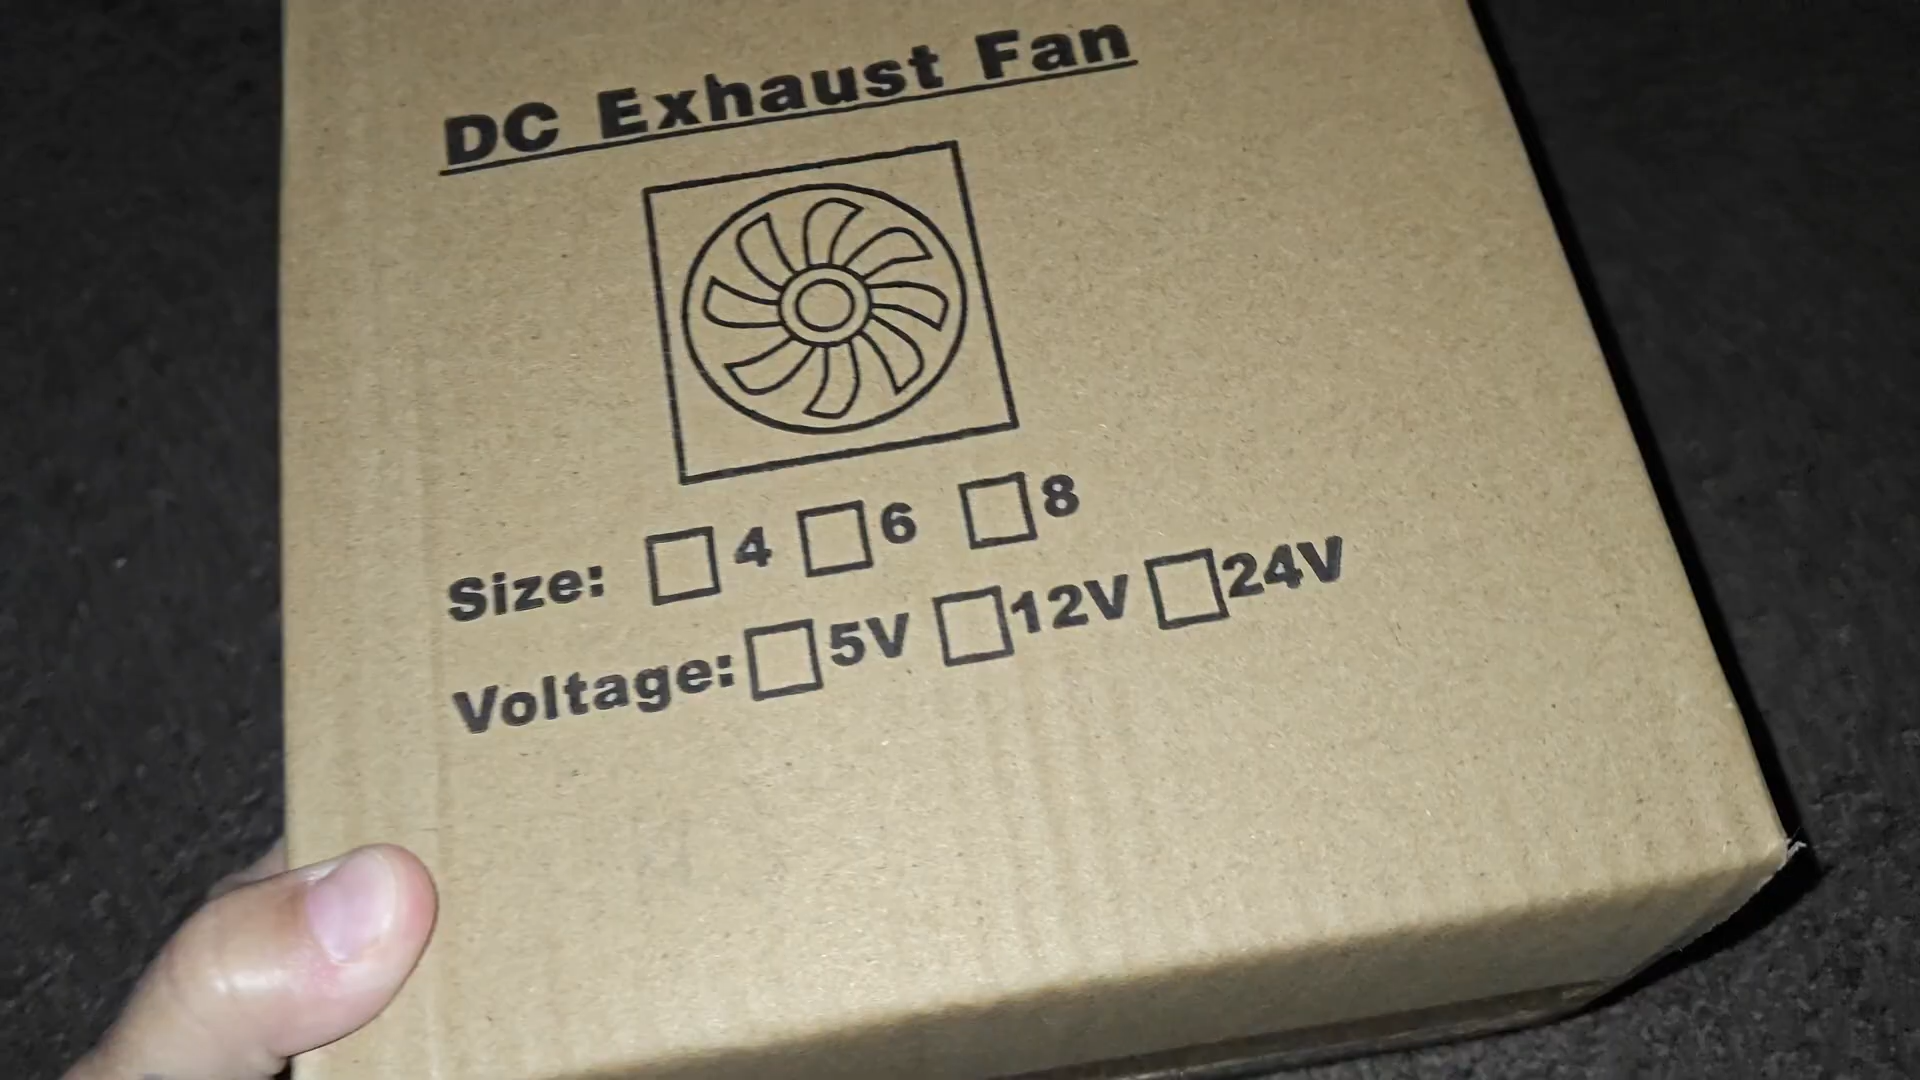 DC Exhaust Fan
Size: ☐ 4 ☐ 6 ☐ 8
Voltage: ☐ 5V ☐ 12V ☐ 24V